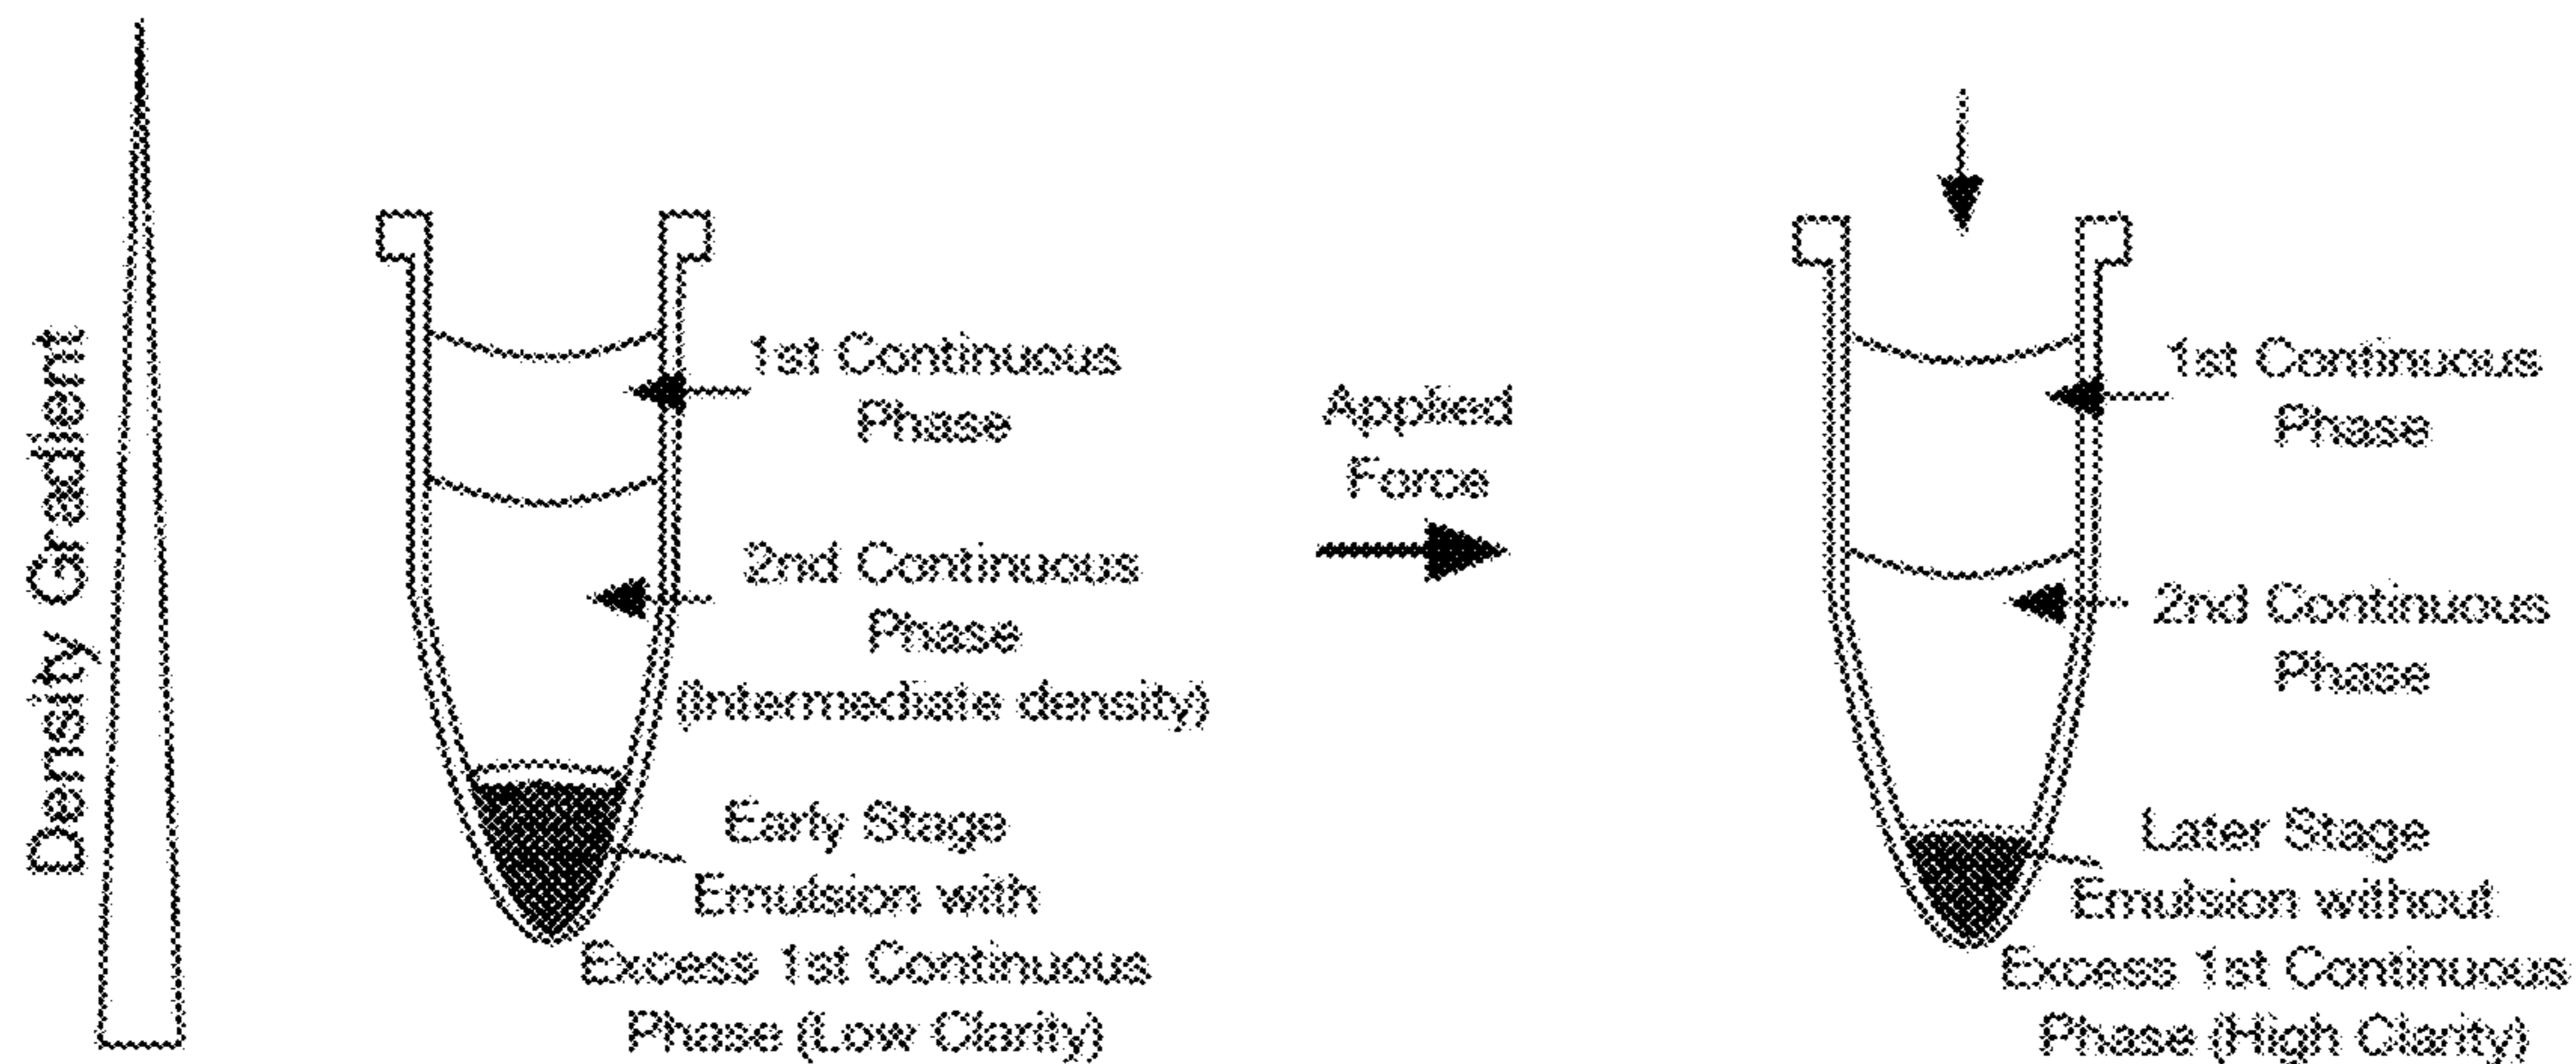 Density Gradient
1st Continuous
Phase
2nd Continuous
Phase
(Intermediate density)
Early Stage
Emulsion with
Excess 1st Continuous
Phase (Low Clarity)
Applied
Force
1st Continuous
Phase
2nd Continuous
Phase
Later Stage
Emulsion without
Excess 1st Continuous
Phase (High Clarity)